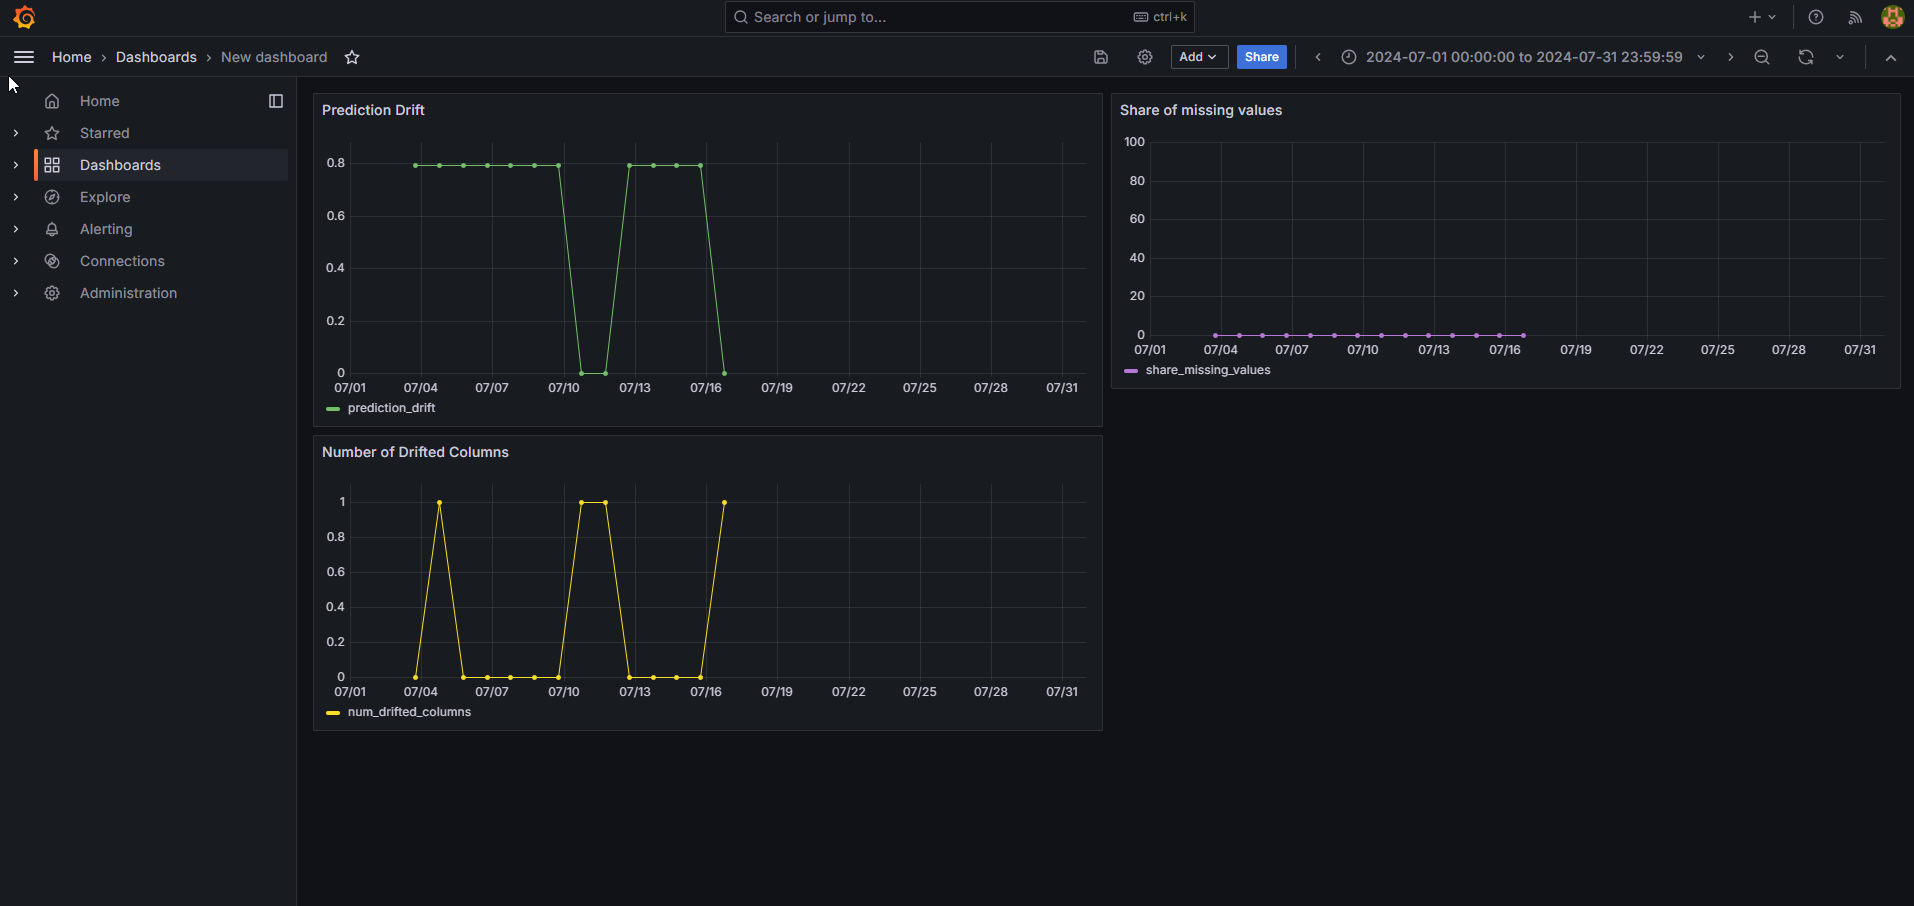 Search or jump to... ctrl+k
Home › Dashboards › New dashboard Add Share 2024-07-01 00:00:00 to 2024-07-31 23:59:59
Home
Starred
Dashboards
Explore
Alerting
Connections
Administration
Prediction Drift
0.8
0.6
0.4
0.2
0
07/01 07/04 07/07 07/10 07/13 07/16 07/19 07/22 07/25 07/28 07/31
prediction_drift
Share of missing values
100
80
60
40
20
0
07/01 07/04 07/07 07/10 07/13 07/16 07/19 07/22 07/25 07/28 07/31
share_missing_values
Number of Drifted Columns
1
0.8
0.6
0.4
0.2
0
07/01 07/04 07/07 07/10 07/13 07/16 07/19 07/22 07/25 07/28 07/31
num_drifted_columns